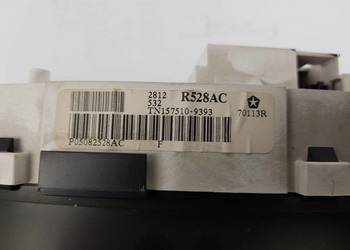 2812 R528AC
532
TN157510-9393
70113R
P05082528AC F